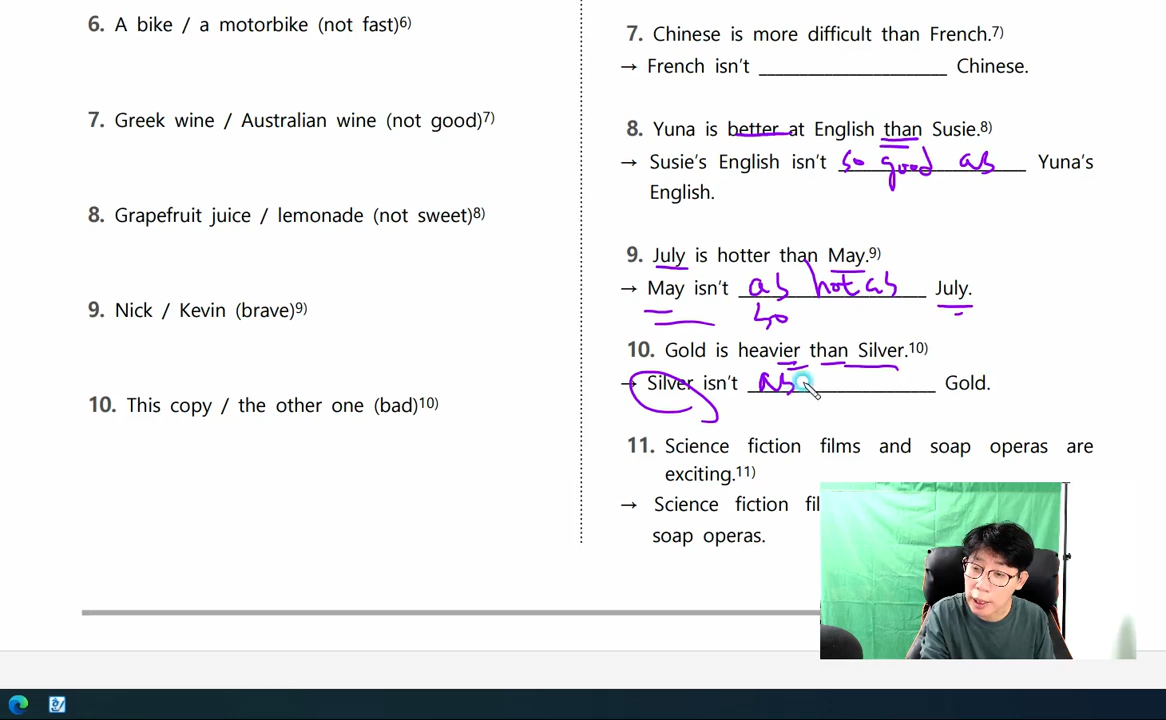 6. A bike / a motorbike (not fast)6)
7. Greek wine / Australian wine (not good)7)
8. Grapefruit juice / lemonade (not sweet)8)
9. Nick / Kevin (brave)9)
10. This copy / the other one (bad)10)
7. Chinese is more difficult than French.7)
→ French isn't ____________________ Chinese.
8. Yuna is better at English than Susie.8)
→ Susie's English isn't so good as Yuna's
English.
9. July is hotter than May.9)
→ May isn't as hot as July.
so
10. Gold is heavier than Silver.10)
→ Silver isn't as ____________________ Gold.
11. Science fiction films and soap operas are
exciting.11)
→ Science fiction
soap operas.